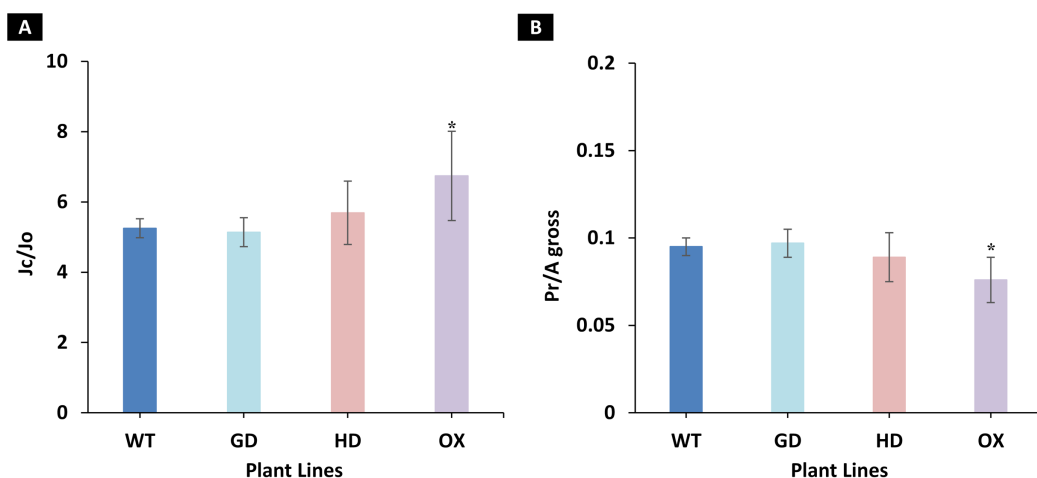 A
10
8
6
4
2
0
Jc/Jo
*
WT GD HD OX
Plant Lines
B
0.2
0.15
0.1
0.05
0
Pr/A gross
*
WT GD HD OX
Plant Lines